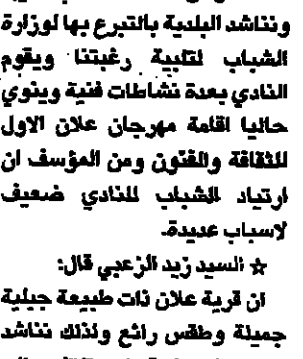 ونناشد البلدية بالتبرع بها لوزارة
الشباب لتلبية رغبتنا ويقوم
النادي بعدة نشاطات فنية وينوي
حاليا اقامة مهرجان علان الاول
للثقافة والفنون ومن المؤسف ان
ارتياد الشباب للنادي ضعيف
لاسباب عديدة.
☆ السيد زيد الزعبي قال:
ان قرية علان ذات طبيعة جبلية
جميلة وطقس رائع ولذلك نناشد